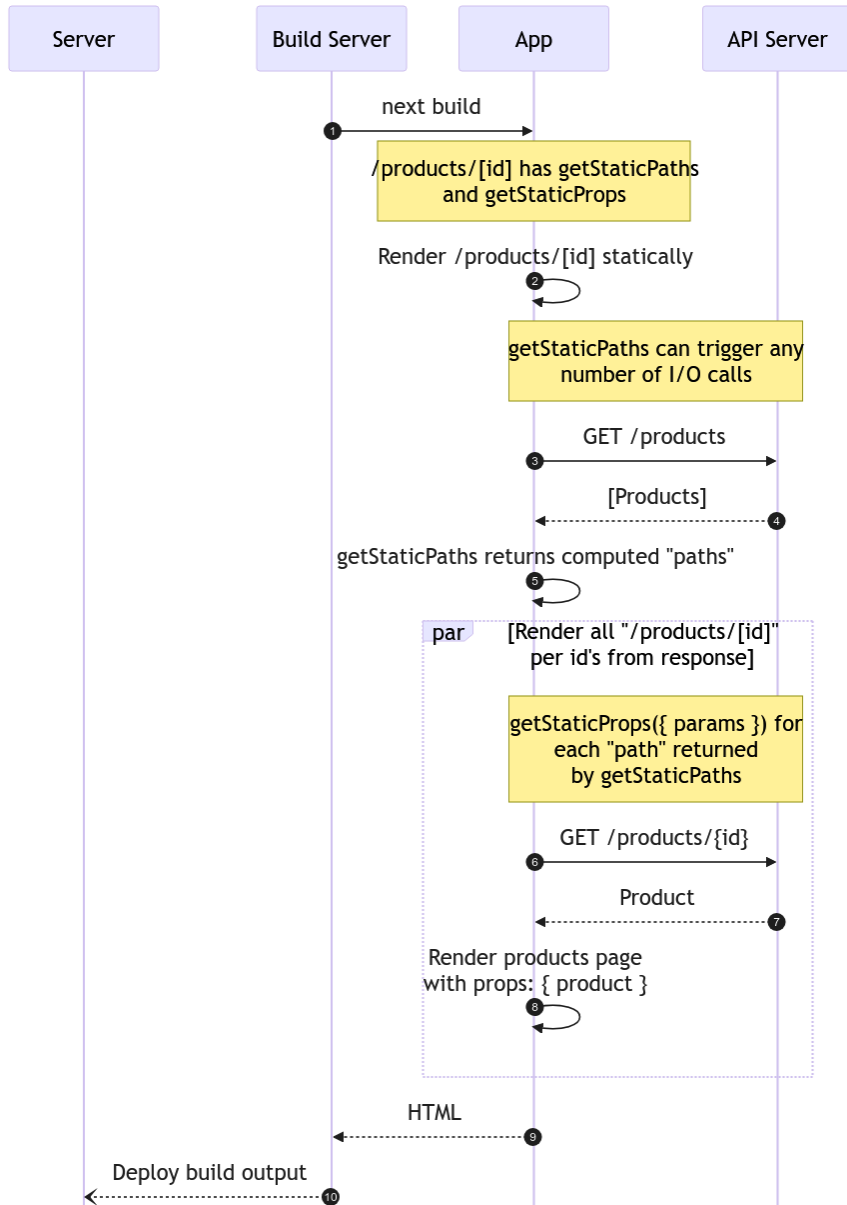 Server
Build Server
App
API Server
next build
1
/products/[id] has getStaticPaths
and getStaticProps
Render /products/[id] statically
2
getStaticPaths can trigger any
number of I/O calls
GET /products
3
[Products]
4
getStaticPaths returns computed "paths"
5
par
[Render all "/products/[id]"
per id's from response]
getStaticProps({ params }) for
each "path" returned
by getStaticPaths
GET /products/{id}
6
Product
7
Render products page
with props: { product }
8
HTML
9
Deploy build output
10